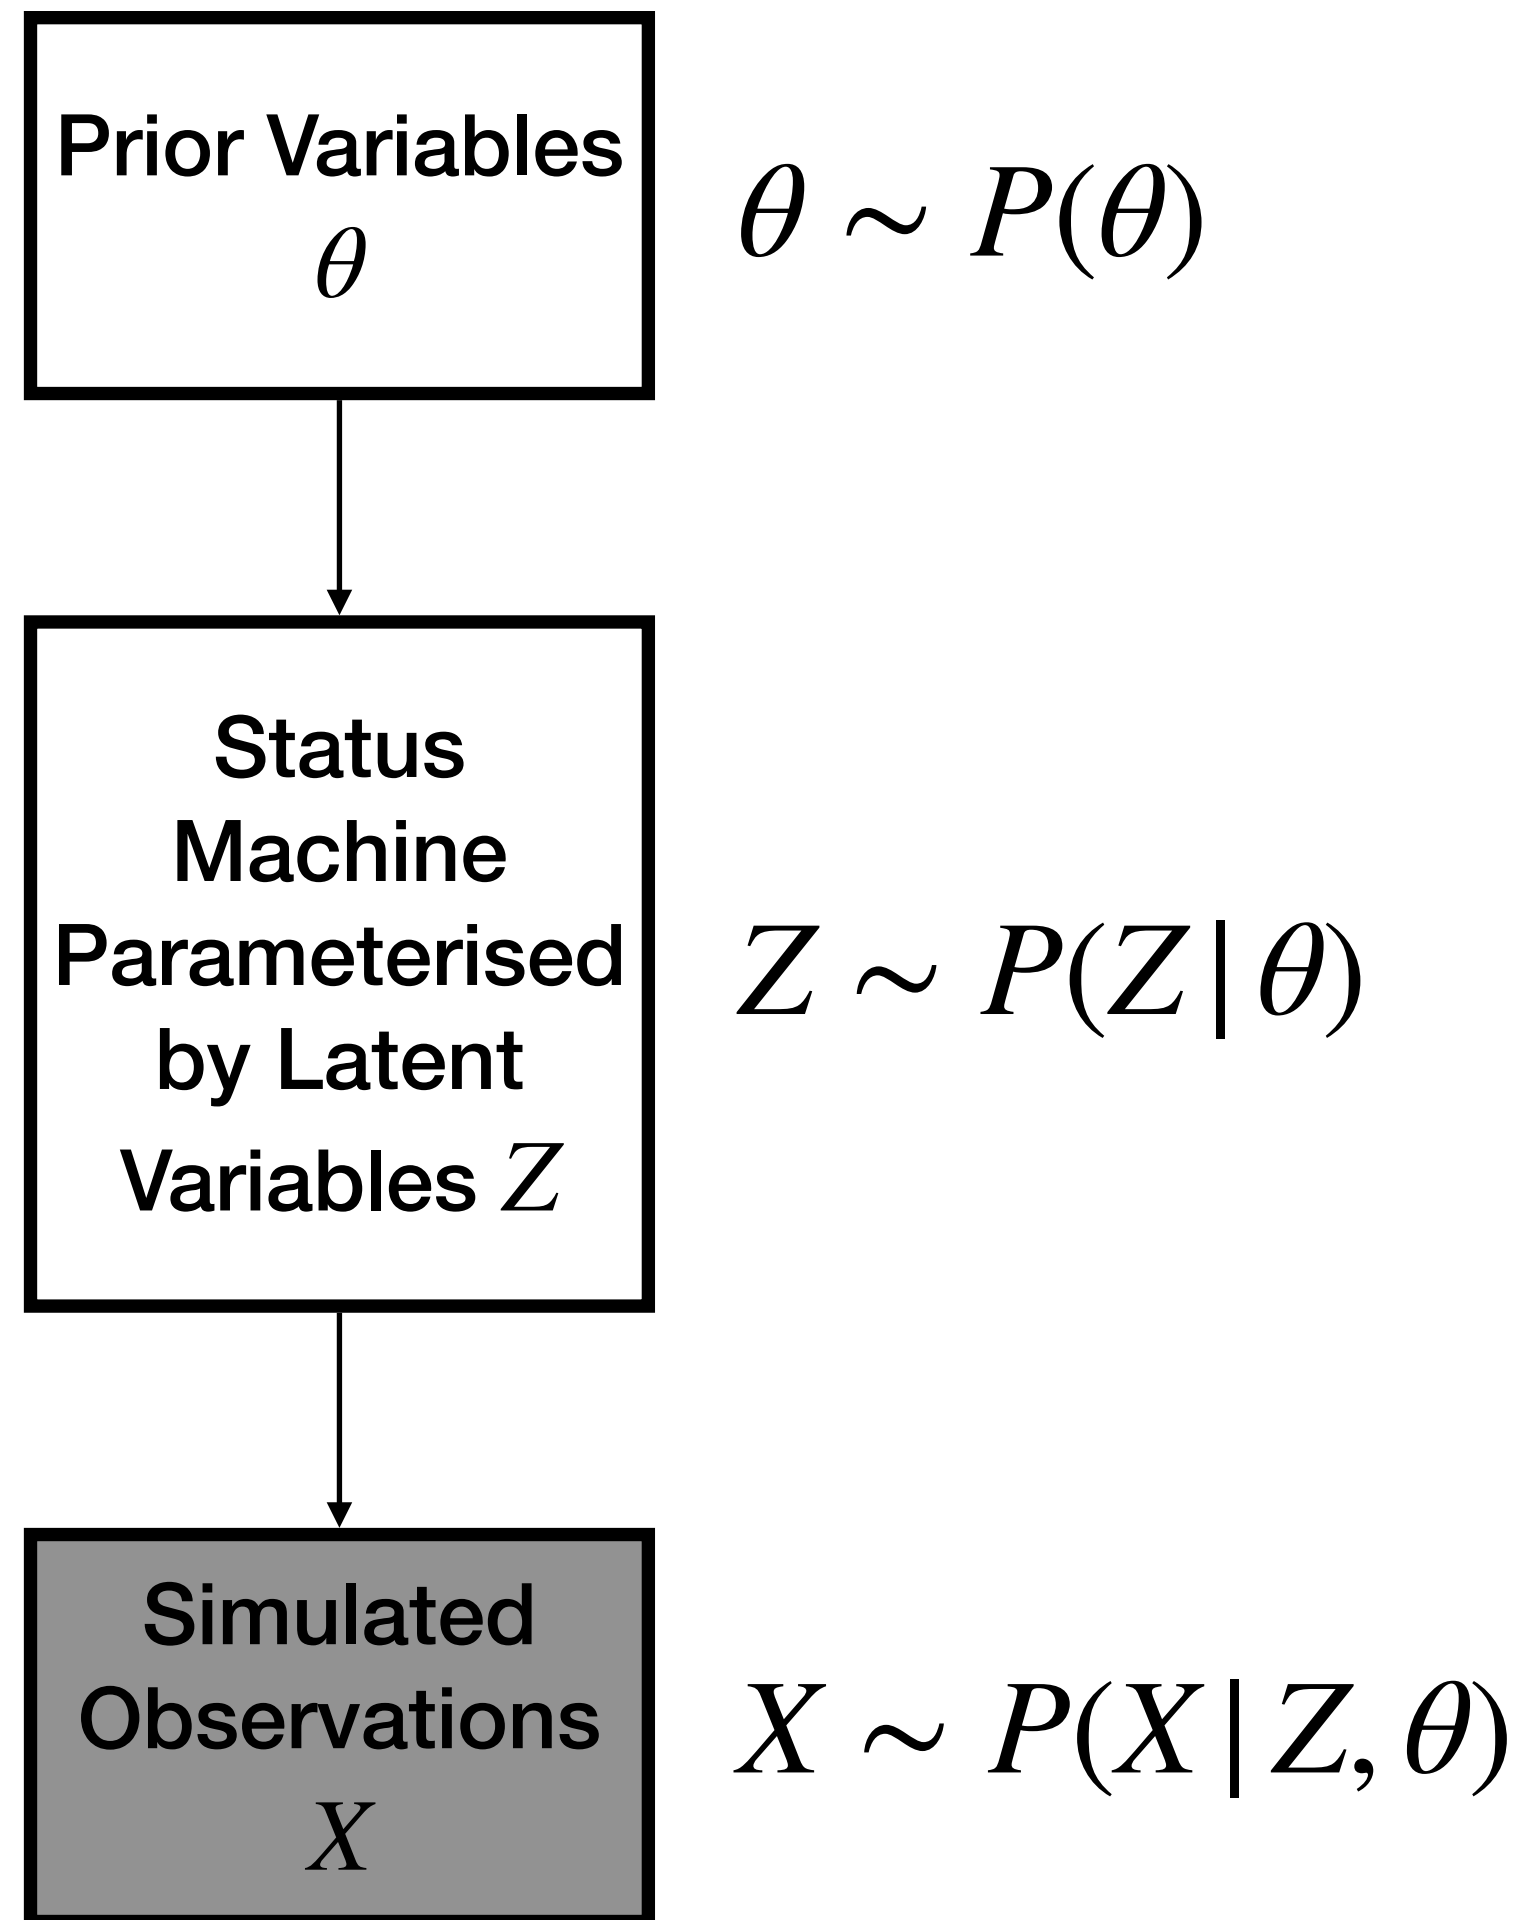 Prior Variables
θ
θ ∼ P(θ)
Status
Machine
Parameterised
by Latent
Variables Z
Z ∼ P(Z | θ)
Simulated
Observations
X
X ∼ P(X | Z, θ)